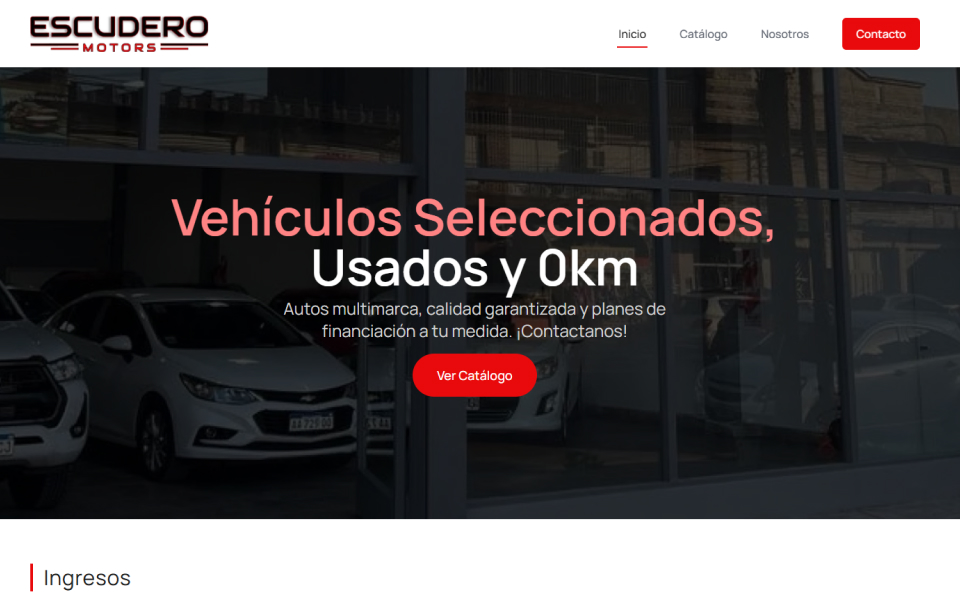 ESCUDERO
MOTORS
Inicio
Catálogo
Nosotros
Contacto
Vehículos Seleccionados,
Usados y 0km
Autos multimarca, calidad garantizada y planes de
financiación a tu medida. ¡Contactanos!
Ver Catálogo
Ingresos